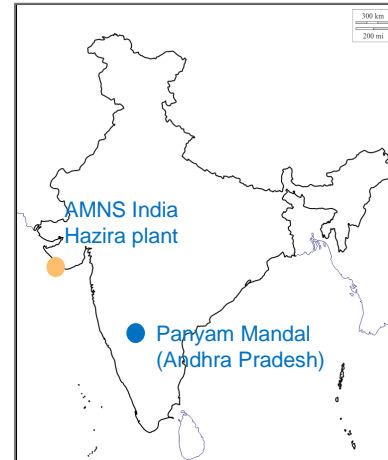 300 km
200 mi
AMNS India
Hazira plant
Panyam Mandal
(Andhra Pradesh)